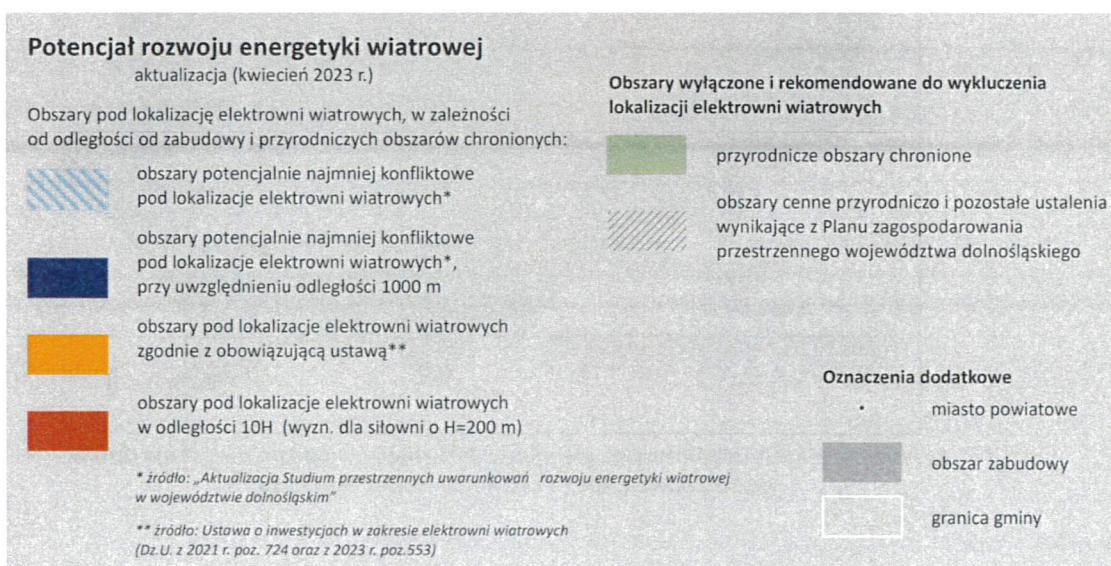 Potencjał rozwoju energetyki wiatrowej
aktualizacja (kwiecień 2023 r.)
Obszary pod lokalizację elektrowni wiatrowych, w zależności
od odległości od zabudowy i przyrodniczych obszarów chronionych:
obszary potencjalnie najmniej konfliktowe
pod lokalizacje elektrowni wiatrowych*
obszary potencjalnie najmniej konfliktowe
pod lokalizacje elektrowni wiatrowych*,
przy uwzględnieniu odległości 1000 m
obszary pod lokalizacje elektrowni wiatrowych
zgodnie z obowiązującą ustawą**
obszary pod lokalizacje elektrowni wiatrowych
w odległości 10H (wyzn. dla siłowni o H=200 m)
* źródło: „Aktualizacja Studium przestrzennych uwarunkowań rozwoju energetyki wiatrowej
w województwie dolnośląskim"
** źródło: Ustawa o inwestycjach w zakresie elektrowni wiatrowych
(Dz.U. z 2021 r. poz. 724 oraz z 2023 r. poz.553)
Obszary wyłączone i rekomendowane do wykluczenia
lokalizacji elektrowni wiatrowych
przyrodnicze obszary chronione
obszary cenne przyrodniczo i pozostałe ustalenia
wynikające z Planu zagospodarowania
przestrzennego województwa dolnośląskiego
Oznaczenia dodatkowe
miasto powiatowe
obszar zabudowy
granica gminy